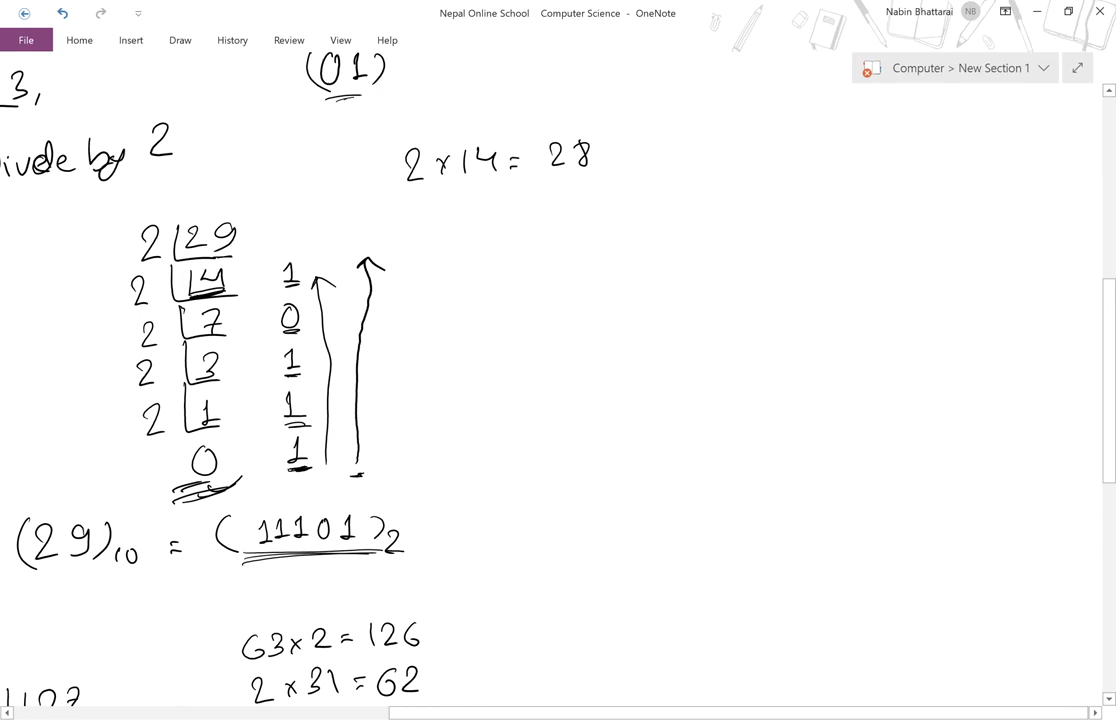 Nepal Online School Computer Science - OneNote
Nabin Bhattarai NB
File Home Insert Draw History Review View Help
Computer > New Section 1
(01)
3,
by 2
2 x 14 = 28
2 29
2 14 1
2 7 0
2 3 1
2 1 1
0 1
(29)10 = (11101)2
63 x 2 = 126
2 x 31 = 62